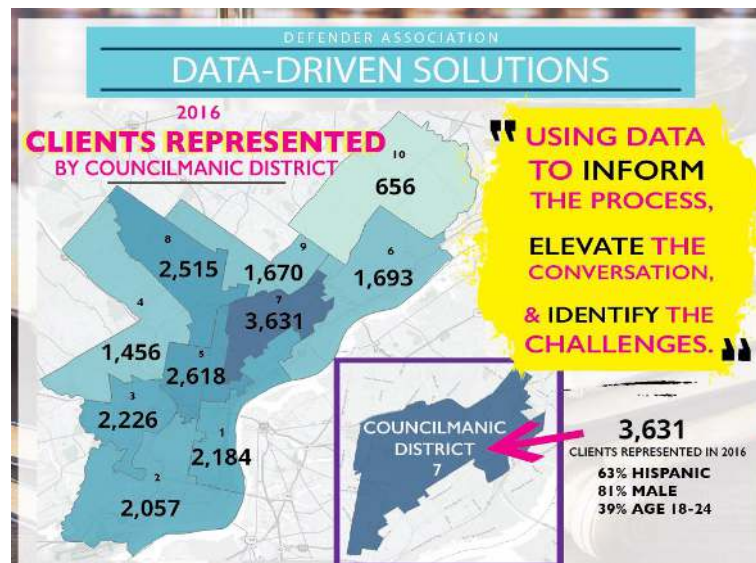 DEFENDER ASSOCIATION
DATA-DRIVEN SOLUTIONS
2016
CLIENTS REPRESENTED
BY COUNCILMANIC DISTRICT
10
656
8
2,515
9
1,670
6
1,693
7
3,631
4
1,456
5
2,618
3
2,226
1
2,184
2
2,057
" USING DATA
TO INFORM
THE PROCESS,
ELEVATE THE
CONVERSATION,
& IDENTIFY THE
CHALLENGES. "
COUNCILMANIC
DISTRICT
7
3,631
CLIENTS REPRESENTED IN 2016
63% HISPANIC
81% MALE
39% AGE 18-24